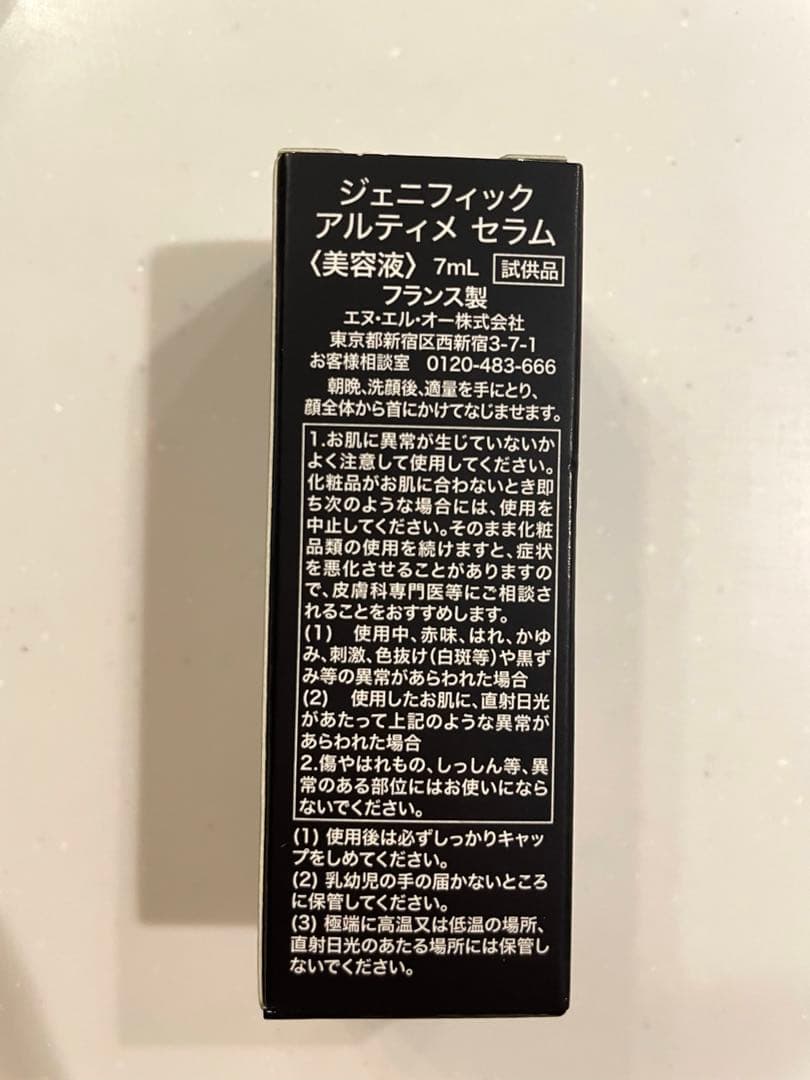 ジェニフィック
アルティメ セラム
〈美容液〉 7mL 試供品
フランス製
エヌ・エル・オー株式会社
東京都新宿区西新宿3-7-1
お客様相談室 0120-483-666
朝晩、洗顔後、適量を手にとり、
顔全体から首にかけてなじませます。
1.お肌に異常が生じていないか
よく注意して使用してください。
化粧品がお肌に合わないとき即
ち次のような場合には、使用を
中止してください。そのまま化粧
品類の使用を続けますと、症状
を悪化させることがありますの
で、皮膚科専門医等にご相談さ
れることをおすすめします。
(1) 使用中、赤味、はれ、かゆ
み、刺激、色抜け(白斑等)や黒ず
み等の異常があらわれた場合
(2) 使用したお肌に、直射日光
があたって上記のような異常が
あらわれた場合
2.傷やはれもの、しっしん等、異
常のある部位にはお使いになら
ないでください。
(1) 使用後は必ずしっかりキャッ
プをしめてください。
(2) 乳幼児の手の届かないところ
に保管してください。
(3) 極端に高温又は低温の場所、
直射日光のあたる場所には保管し
ないでください。